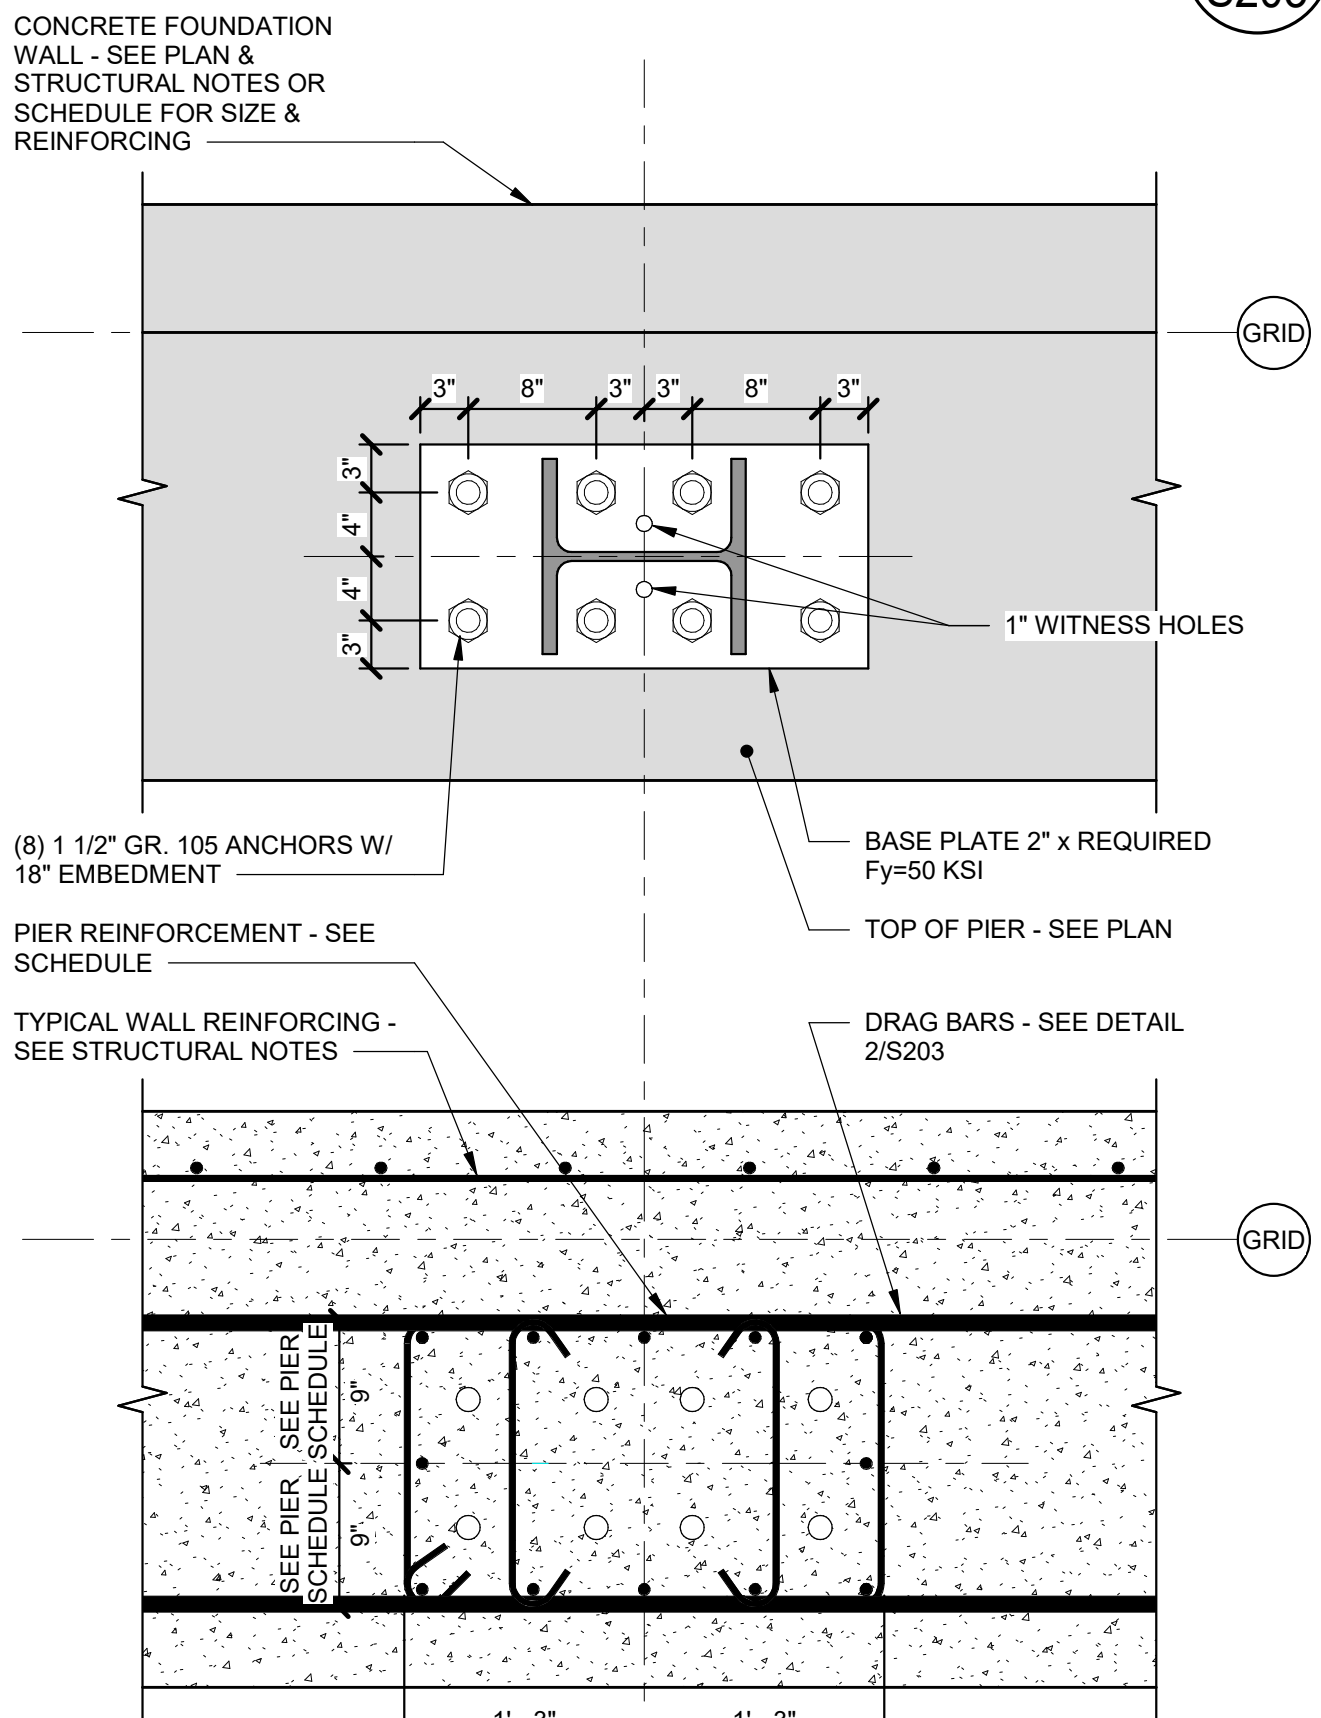 CONCRETE FOUNDATION
WALL - SEE PLAN &
STRUCTURAL NOTES OR
SCHEDULE FOR SIZE &
REINFORCING
GRID
3" 8" 3" 3" 8" 3"
3"
4"
4"
3"
1" WITNESS HOLES
(8) 1 1/2" GR. 105 ANCHORS W/
18" EMBEDMENT
BASE PLATE 2" x REQUIRED
Fy=50 KSI
TOP OF PIER - SEE PLAN
PIER REINFORCEMENT - SEE
SCHEDULE
TYPICAL WALL REINFORCING -
SEE STRUCTURAL NOTES
DRAG BARS - SEE DETAIL
2/S203
GRID
SEE PIER
SCHEDULE
9"
SEE PIER
SCHEDULE
9"